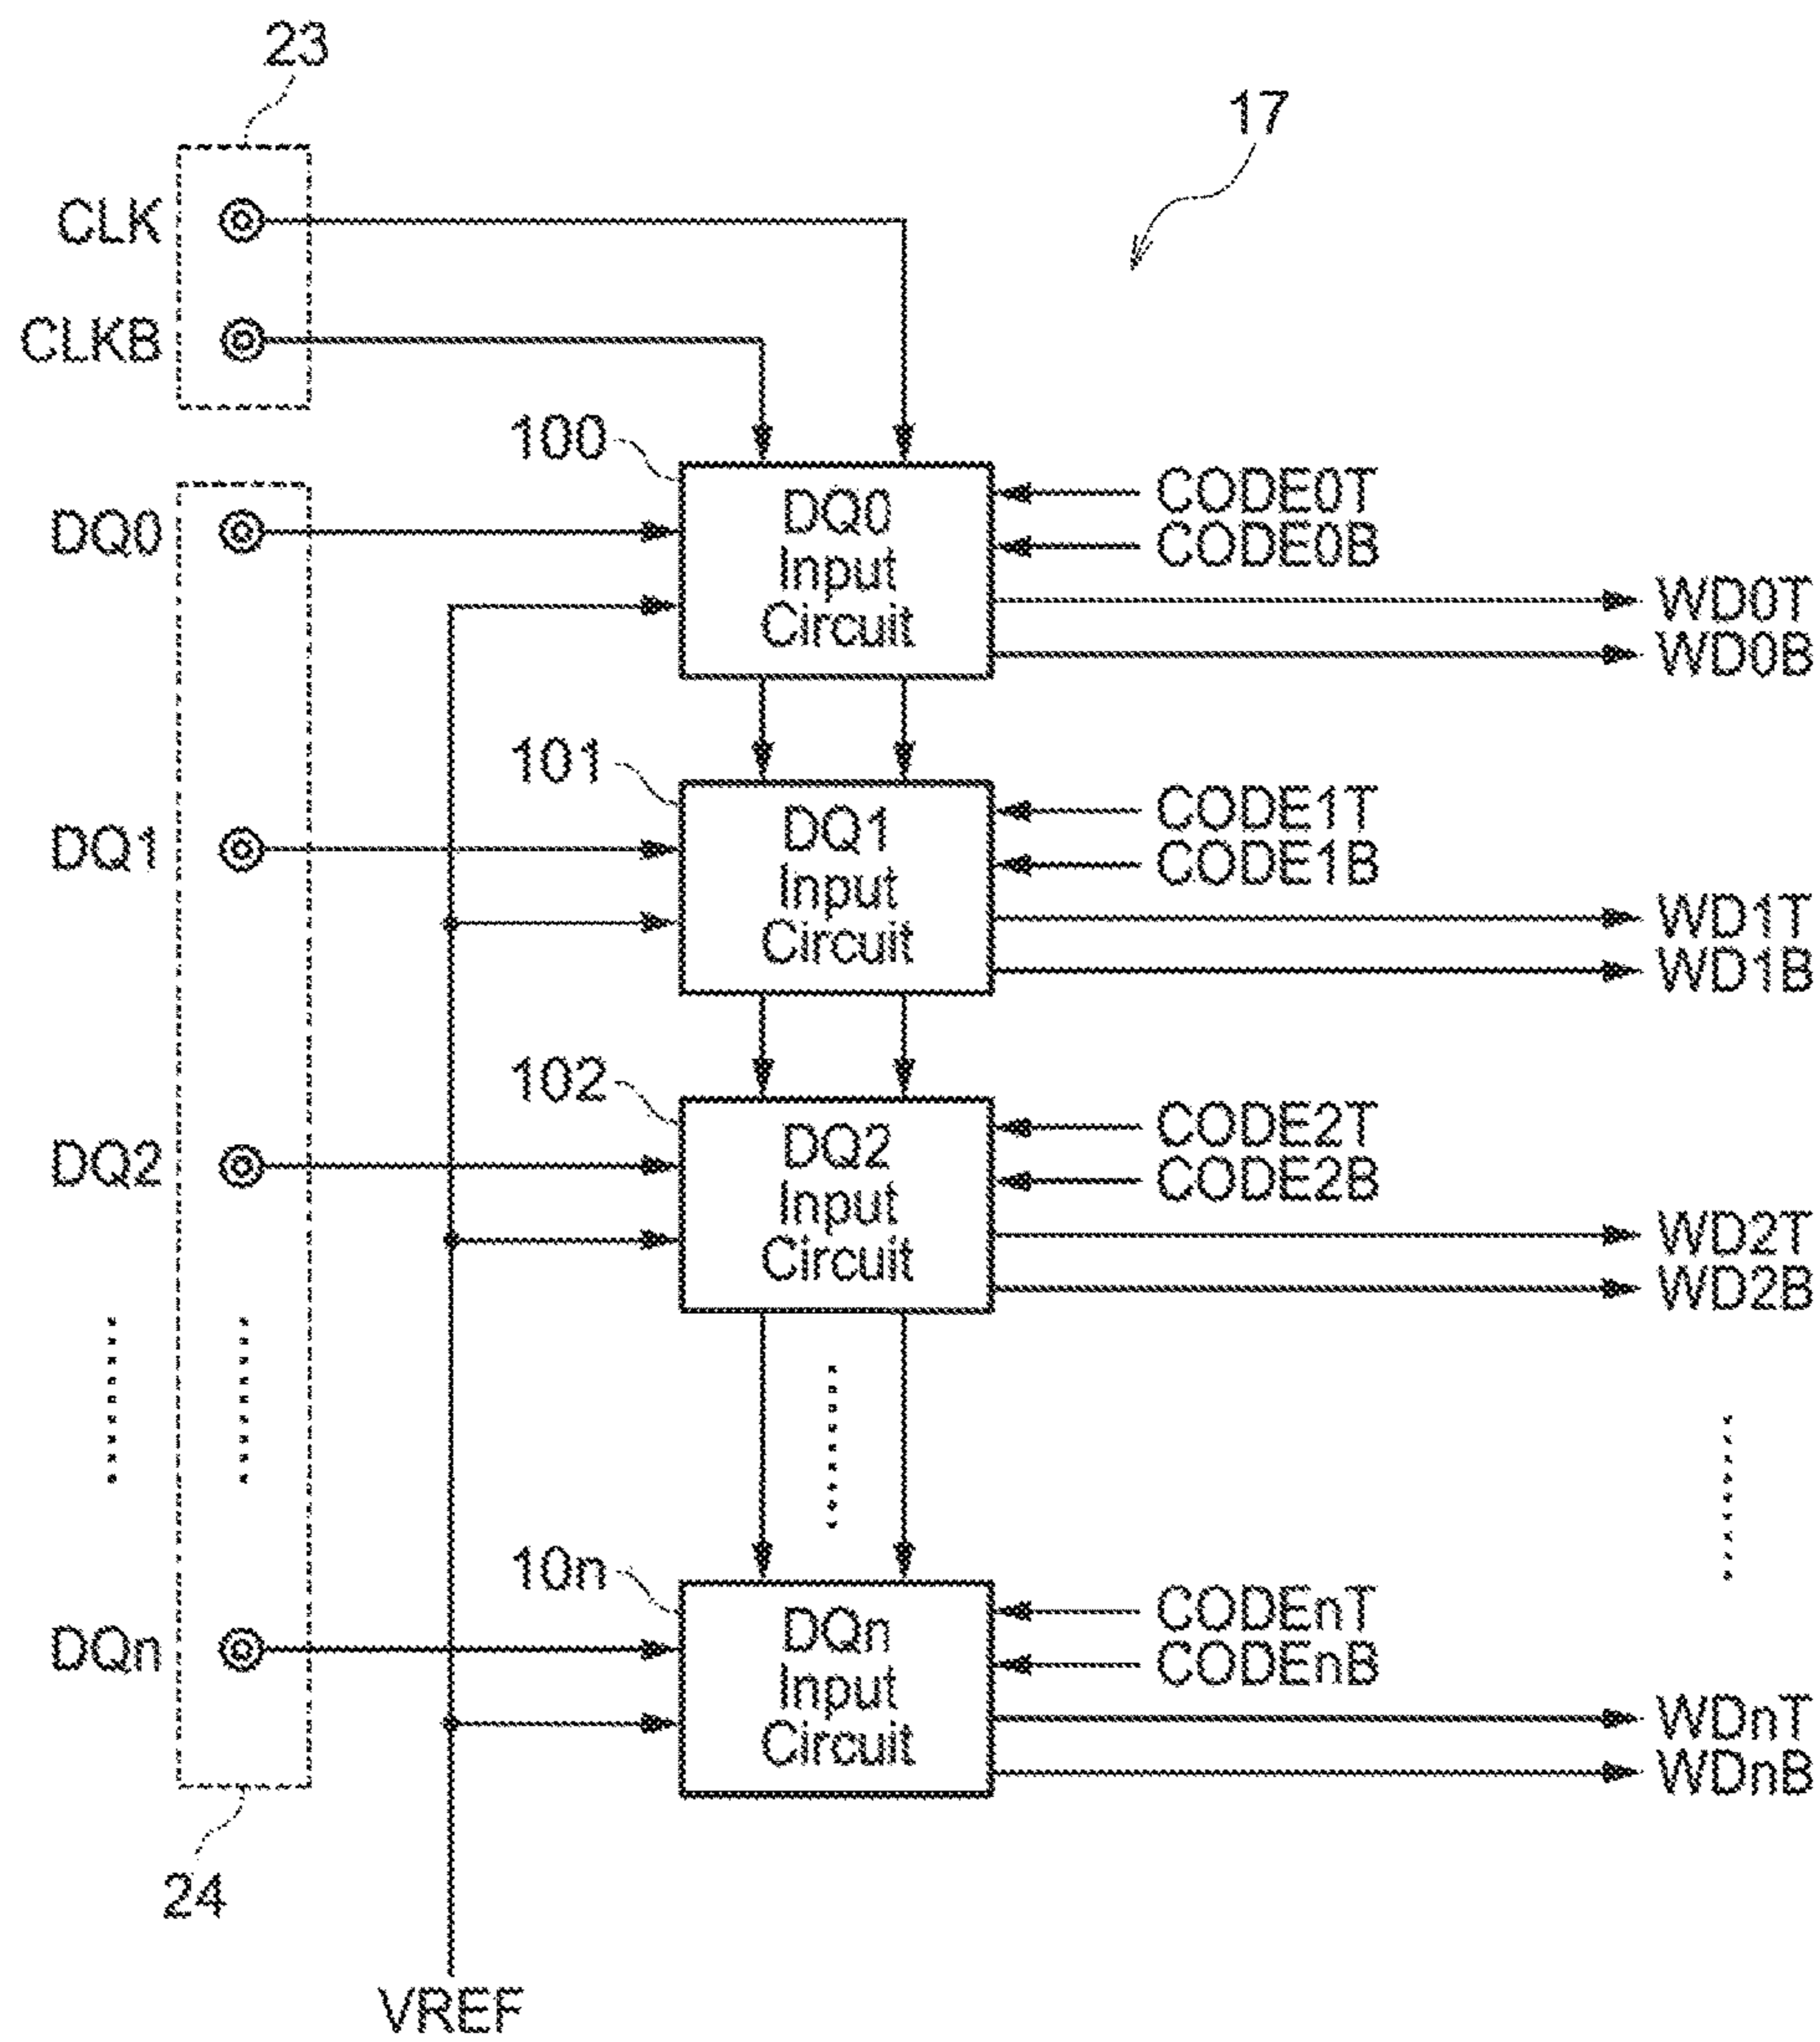 23
17
CLK
CLKB
100
DQ0
DQ0
Input
Circuit
CODE0T
CODE0B
WD0T
WD0B
101
DQ1
DQ1
Input
Circuit
CODE1T
CODE1B
WD1T
WD1B
102
DQ2
DQ2
Input
Circuit
CODE2T
CODE2B
WD2T
WD2B
10n
DQn
DQn
Input
Circuit
CODEnT
CODEnB
WDnT
WDnB
24
VREF